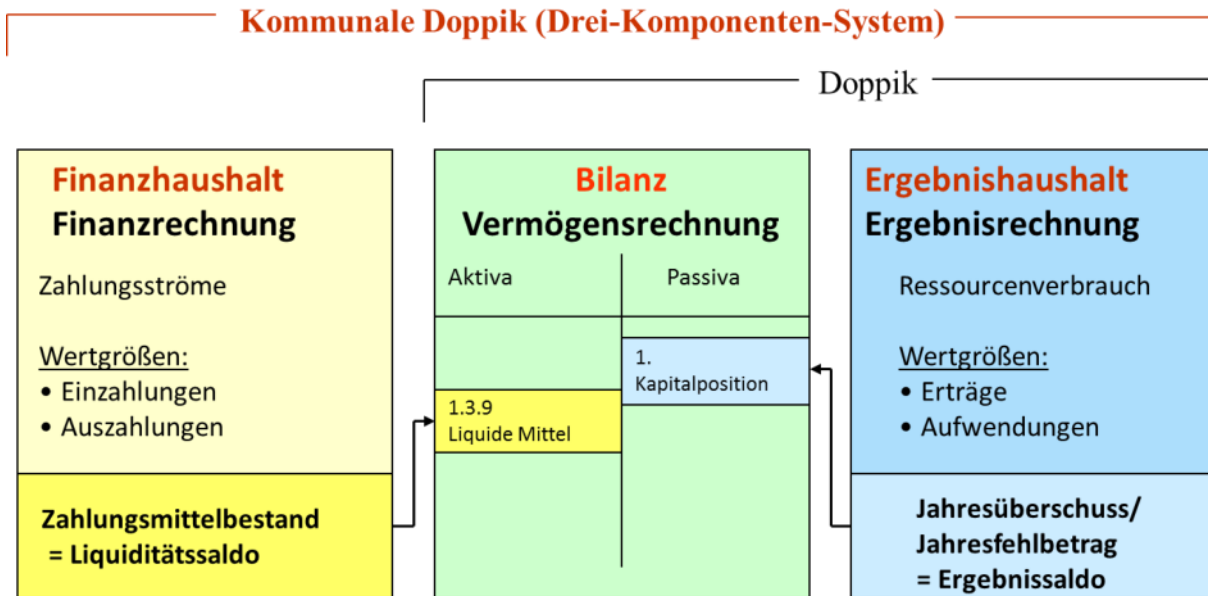 Kommunale Doppik (Drei-Komponenten-System)
Doppik
Finanzhaushalt
Finanzrechnung
Zahlungsströme
Wertgrößen:
• Einzahlungen
• Auszahlungen
Zahlungsmittelbestand
= Liquiditätssaldo
Bilanz
Vermögensrechnung
Aktiva
Passiva
1.
Kapitalposition
1.3.9
Liquide Mittel
Ergebnishaushalt
Ergebnisrechnung
Ressourcenverbrauch
Wertgrößen:
• Erträge
• Aufwendungen
Jahresüberschuss/
Jahresfehlbetrag
= Ergebnissaldo